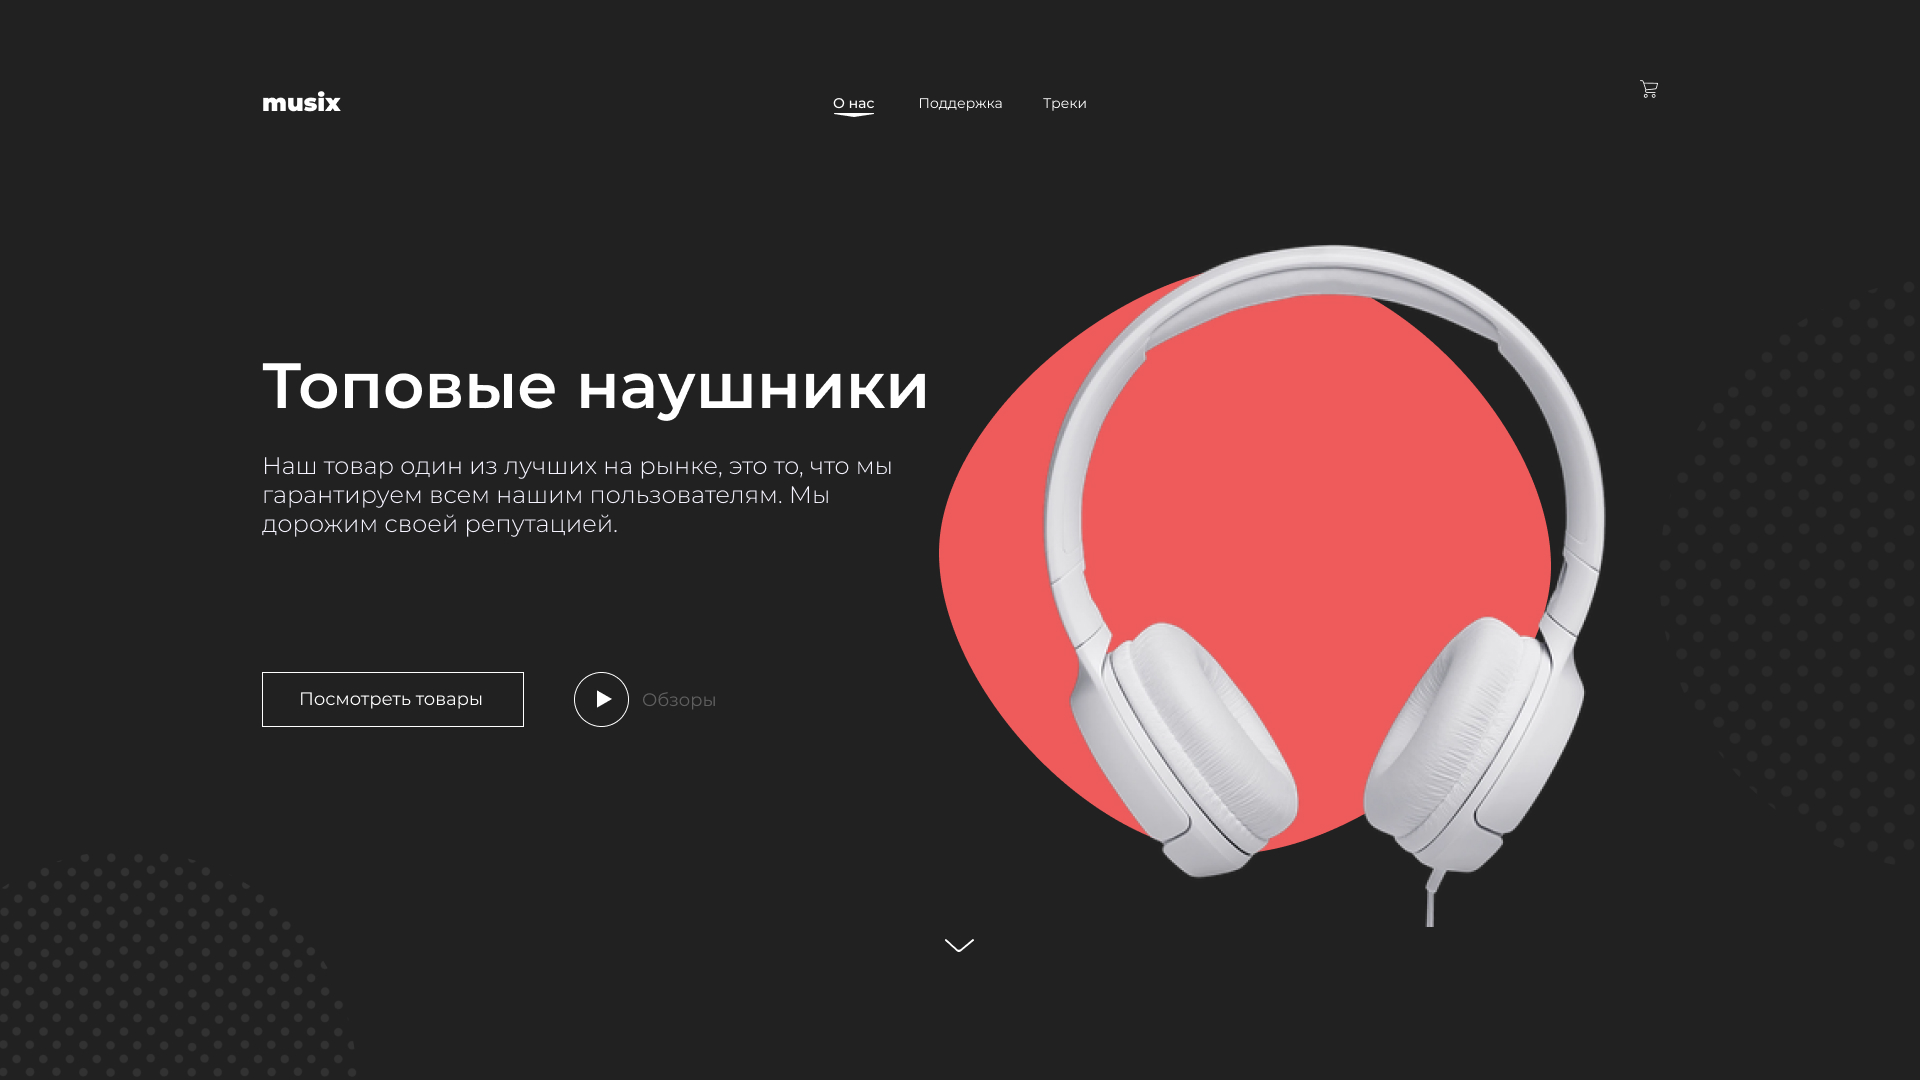 musix
О нас
Поддержка
Треки
Топовые наушники
Наш товар один из лучших на рынке, это то, что мы
гарантируем всем нашим пользователям. Мы
дорожим своей репутацией.
Посмотреть товары
Обзоры